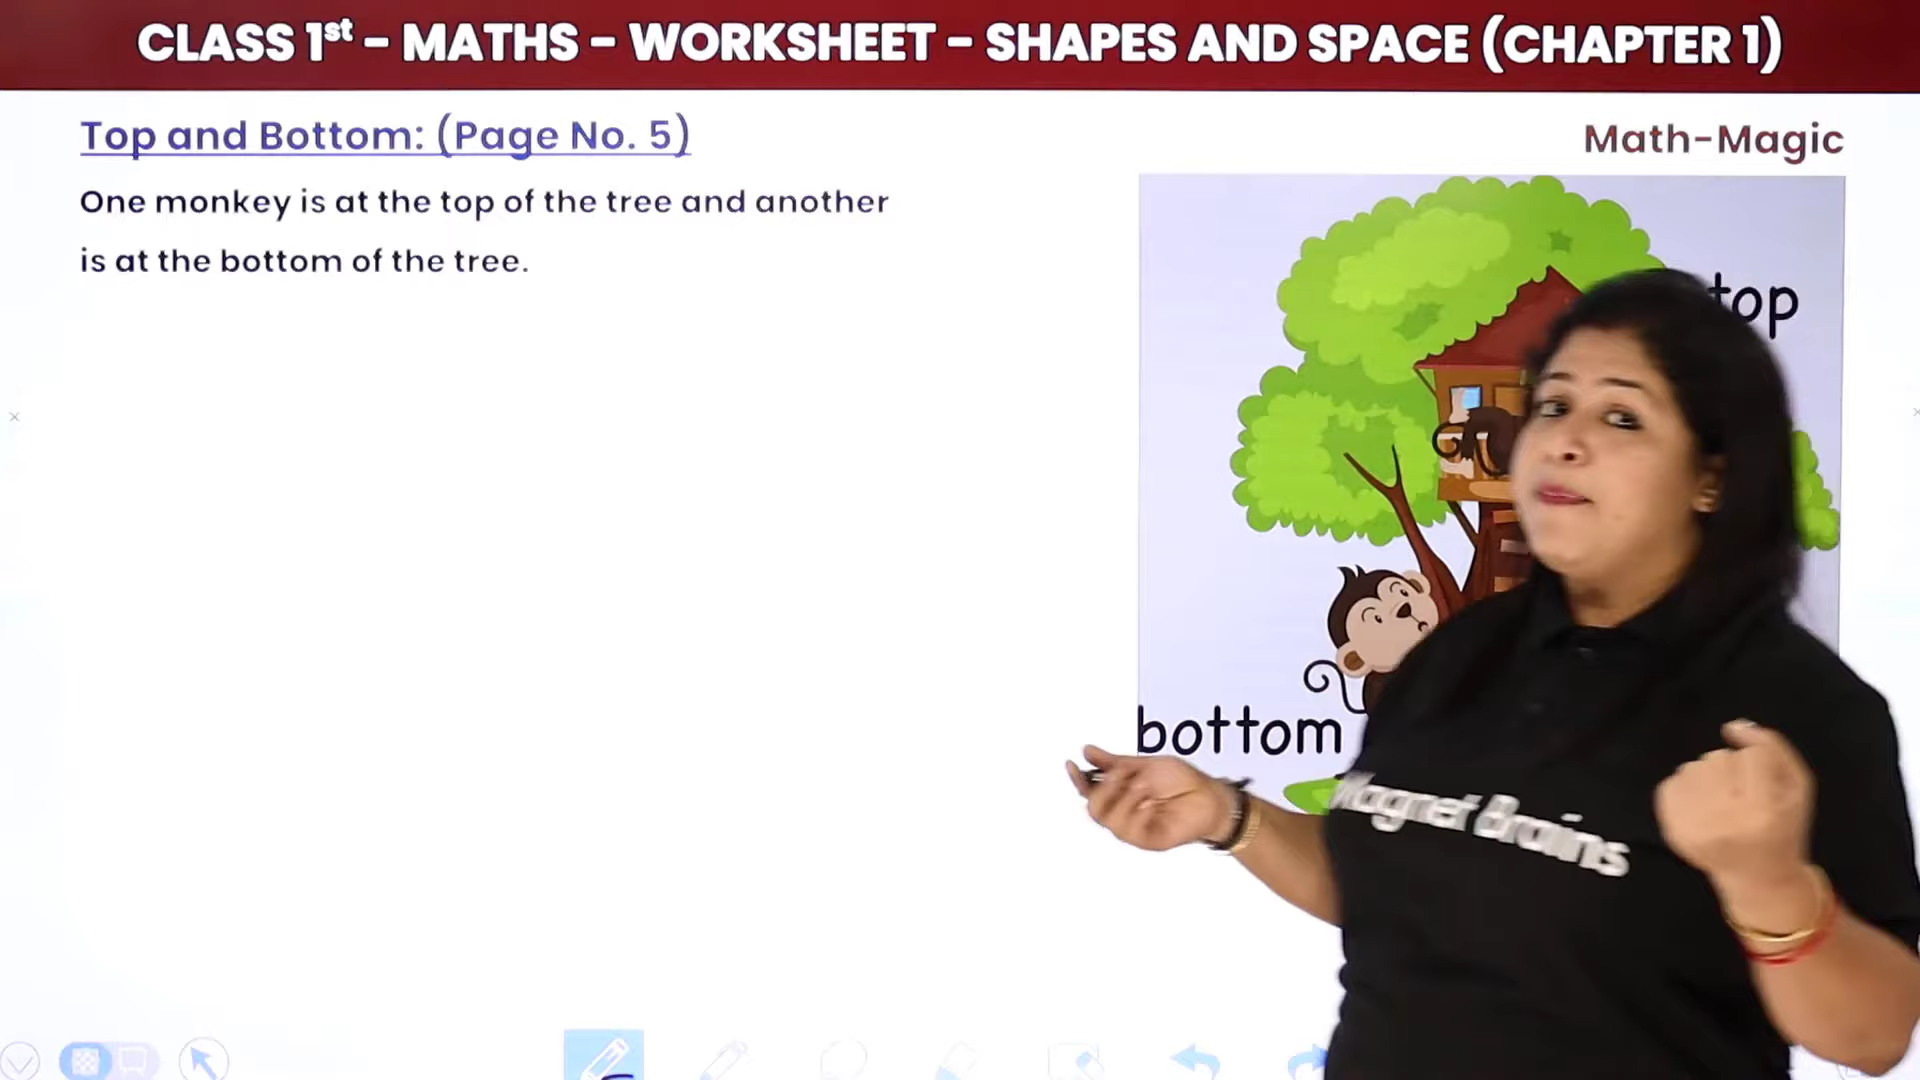 CLASS 1st - MATHS - WORKSHEET - SHAPES AND SPACE (CHAPTER 1)
Top and Bottom: (Page No. 5)
Math-Magic
One monkey is at the top of the tree and another
is at the bottom of the tree.
top
bottom
Magnet Brains